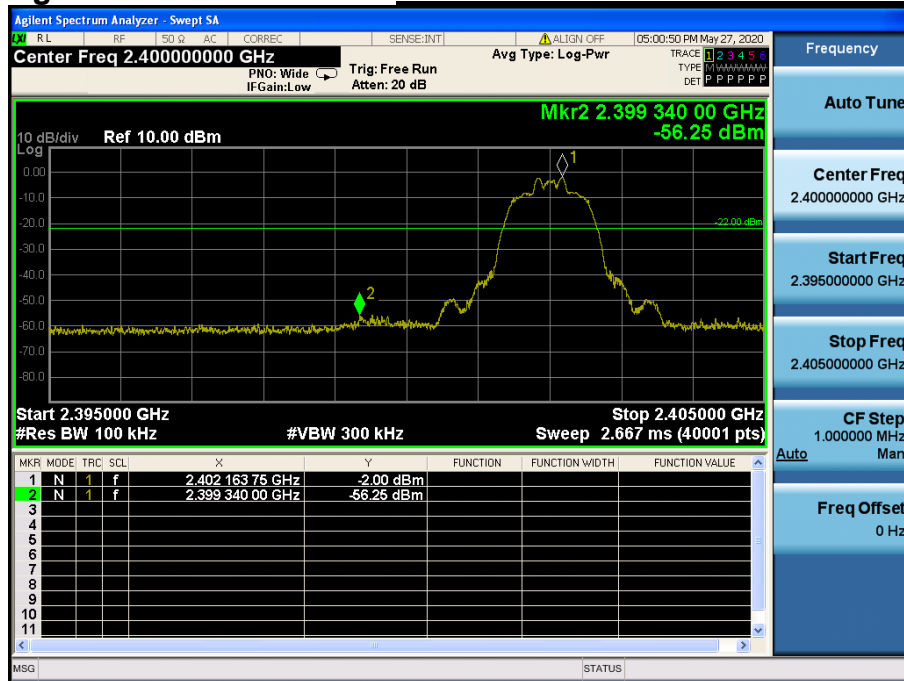 Agilent Spectrum Analyzer - Swept SA
LXI RL RF 50 Ω AC CORREC SENSE:INT ALIGN OFF 05:00:50 PM May 27, 2020
Center Freq 2.400000000 GHz
PNO: Wide
IFGain:Low
Trig: Free Run
Atten: 20 dB
Avg Type: Log-Pwr
TRACE 1 2 3 4 5 6
TYPE MWWWWW
DET P P P P P P
Mkr2 2.399 340 00 GHz
-56.25 dBm
10 dB/div Ref 10.00 dBm
Log
1
0.00
-10.0
-20.0
-22.00 dBm
-30.0
-40.0
2
-50.0
-60.0
-70.0
-80.0
Start 2.395000 GHz Stop 2.405000 GHz
#Res BW 100 kHz #VBW 300 kHz Sweep 2.667 ms (40001 pts)
MKR MODE TRC SCL X Y FUNCTION FUNCTION WIDTH FUNCTION VALUE
1 N 1 f 2.402 163 75 GHz -2.00 dBm
2 N 1 f 2.399 340 00 GHz -56.25 dBm
3
4
5
6
7
8
9
10
11
MSG STATUS
Frequency
Auto Tune
Center Freq
2.400000000 GHz
Start Freq
2.395000000 GHz
Stop Freq
2.405000000 GHz
CF Step
1.000000 MHz
Auto Man
Freq Offset
0 Hz